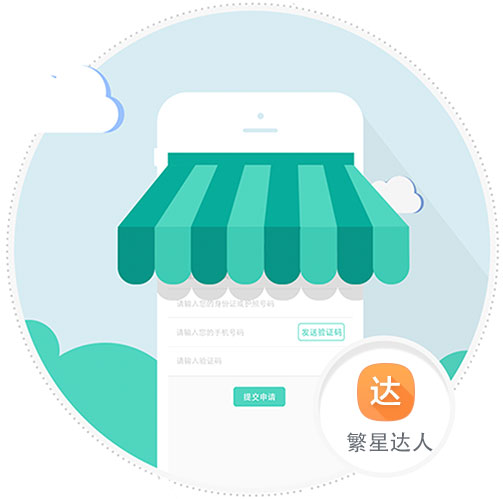 请输入您的身份证或护照号码
请输入您的手机号码 发送验证码
请输入验证码
提交申请
达
繁星达人